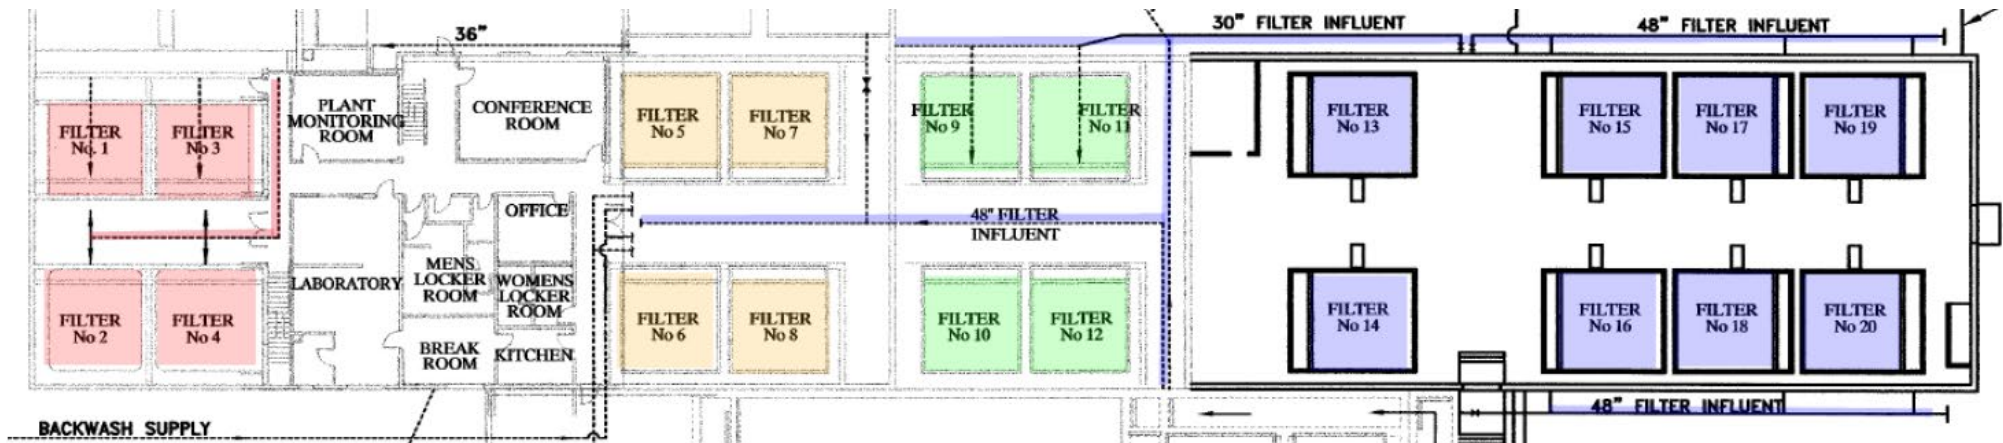 30" FILTER INFLUENT
48" FILTER INFLUENT
36"
PLANT
MONITORING
ROOM
CONFERENCE
ROOM
FILTER
No. 1
FILTER
No 3
FILTER
No 5
FILTER
No 7
FILTER
No 9
FILTER
No 11
FILTER
No 13
FILTER
No 15
FILTER
No 17
FILTER
No 19
OFFICE
48" FILTER
INFLUENT
LABORATORY
MENS
LOCKER
ROOM
WOMENS
LOCKER
ROOM
FILTER
No 2
FILTER
No 4
FILTER
No 6
FILTER
No 8
FILTER
No 10
FILTER
No 12
FILTER
No 14
FILTER
No 16
FILTER
No 18
FILTER
No 20
BREAK
ROOM
KITCHEN
48" FILTER INFLUENT
BACKWASH SUPPLY